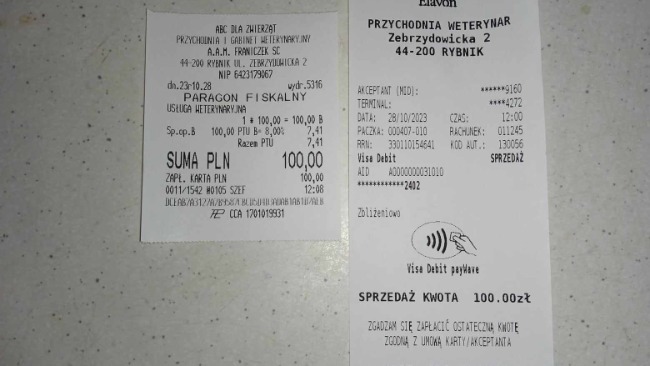 ABC DLA ZWIERZĄT
PRZYCHODNIA I GABINET WETERYNARYJNY
A.A.M. FRANICZEK SC
44-200 RYBNIK UL. ZEBRZYDOWICKA 2
NIP 6423179067
dn.23r10.28 wydr.5316
PARAGON FISKALNY
USŁUGA WETERYNARYJNA
1 * 100,00 = 100,00 B
Sp.op.B 100,00 PTU B= 8,00% 7,41
Razem PTU 7,41
SUMA PLN 100,00
ZAPŁ. KARTA PLN 100,00
0011/1542 #0105 SZEF 12:08
CCA 1701019931
Elavon
PRZYCHODNIA WETERYNAR
Zebrzydowicka 2
44-200 RYBNIK
AKCEPTANT [MID]: ******9160
TERMINAL: ****4272
DATA: 28/10/2023 CZAS: 12:00
PACZKA: 000407-010 RACHUNEK: 011245
RRN: 330110154641 KOD AUT.: 130056
Visa Debit SPRZEDAŻ
AID A0000000031010
************2402
Zbliżeniowo
Visa Debit payWave
SPRZEDAŻ KWOTA 100.00zł
ZGADZAM SIĘ ZAPŁACIĆ OSTATECZNĄ KWOTĘ
ZGODNĄ Z UMOWĄ KARTY/AKCEPTANTA